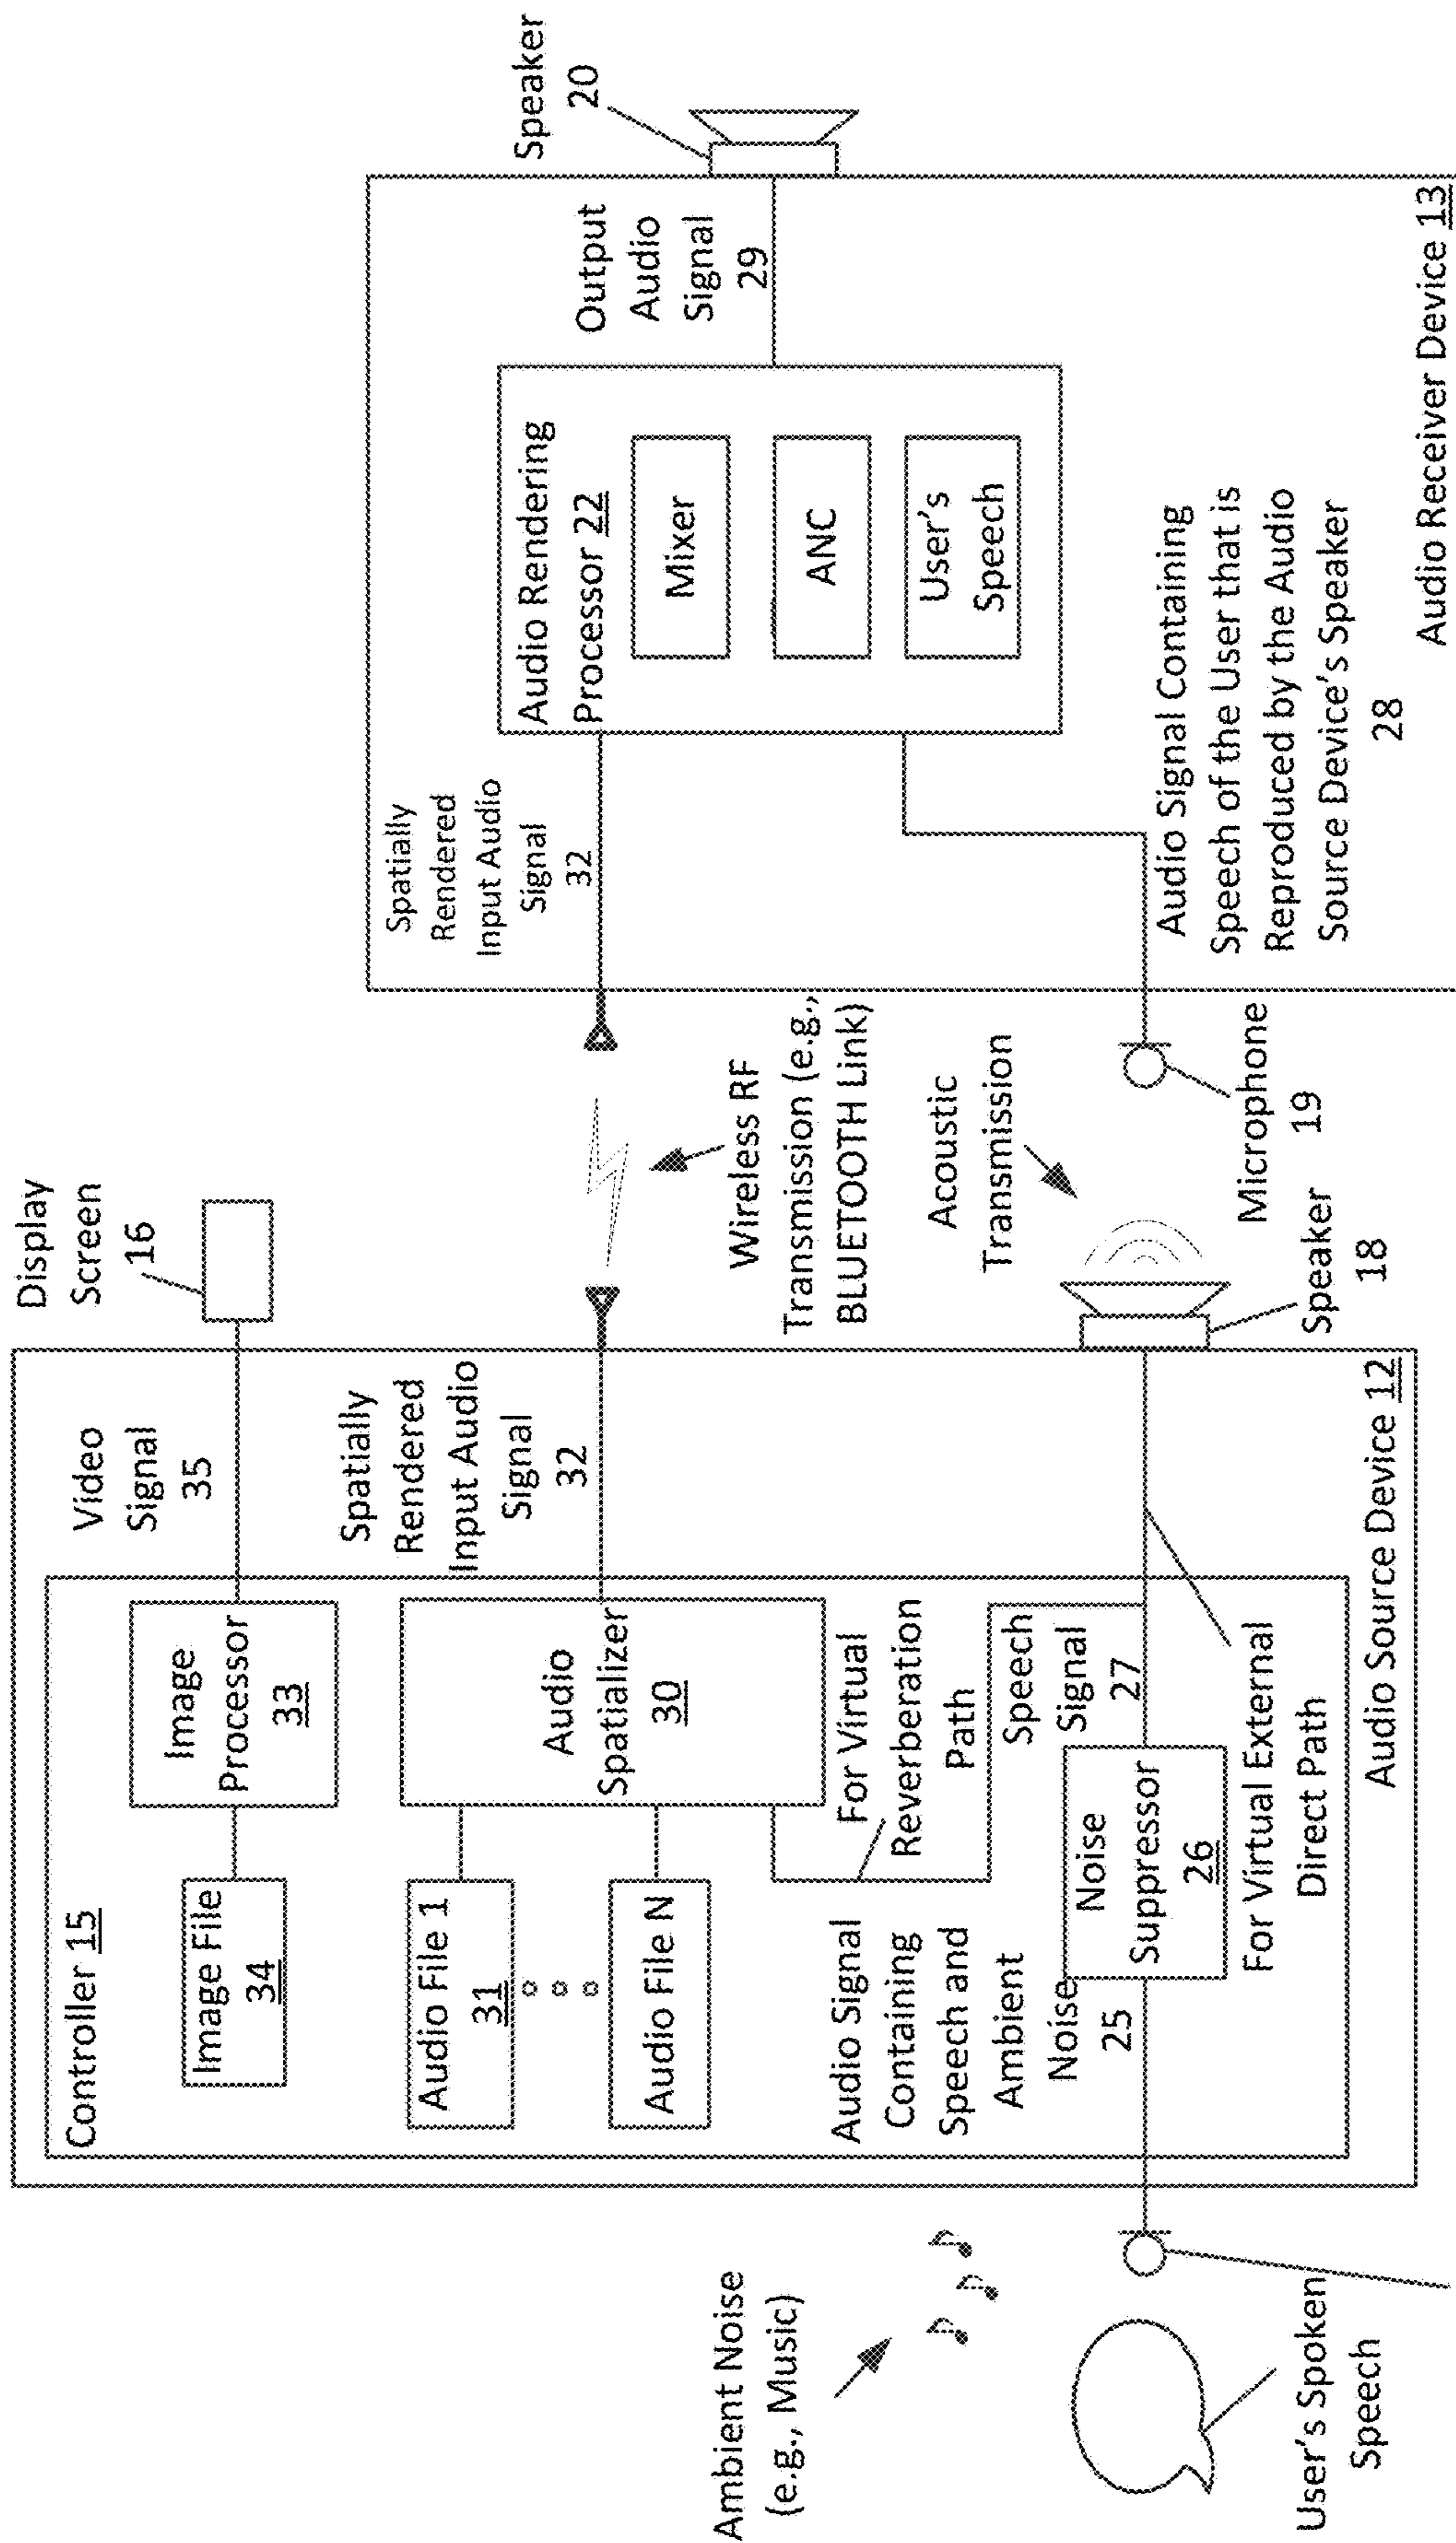 Ambient Noise
(e.g., Music)
User's Spoken
Speech
Controller 15
Image File
34
Image
Processor
33
Video
Signal
35
Display
Screen
16
Audio File 1
31
Audio File N
Audio
Spatializer
30
Spatially
Rendered
Input Audio
Signal
32
For Virtual
Reverberation
Path
Audio Signal
Containing
Speech and
Ambient
Noise
25
Noise
Suppressor
26
Speech
Signal
27
For Virtual External
Direct Path
Audio Source Device 12
Wireless RF
Transmission (e.g.,
BLUETOOTH Link)
Acoustic
Transmission
Speaker
18
Microphone
19
Spatially
Rendered
Input Audio
Signal
32
Audio Rendering
Processor 22
Mixer
ANC
User's
Speech
Output
Audio
Signal
29
Speaker
20
Audio Signal Containing
Speech of the User that is
Reproduced by the Audio
Source Device's Speaker
28
Audio Receiver Device 13